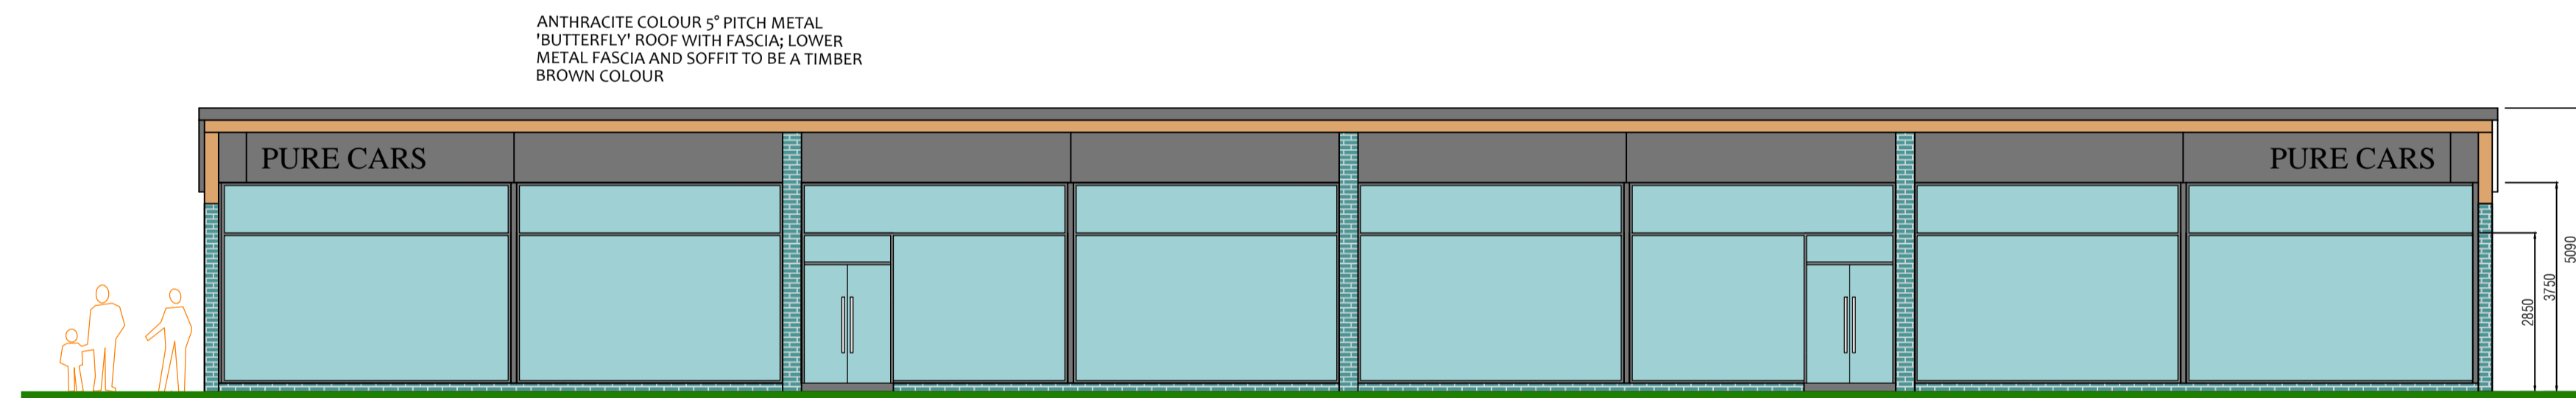 ANTHRACITE COLOUR 5° PITCH METAL
'BUTTERFLY' ROOF WITH FASCIA; LOWER
METAL FASCIA AND SOFFIT TO BE A TIMBER
BROWN COLOUR
PURE CARS
PURE CARS
2850
3750
5090